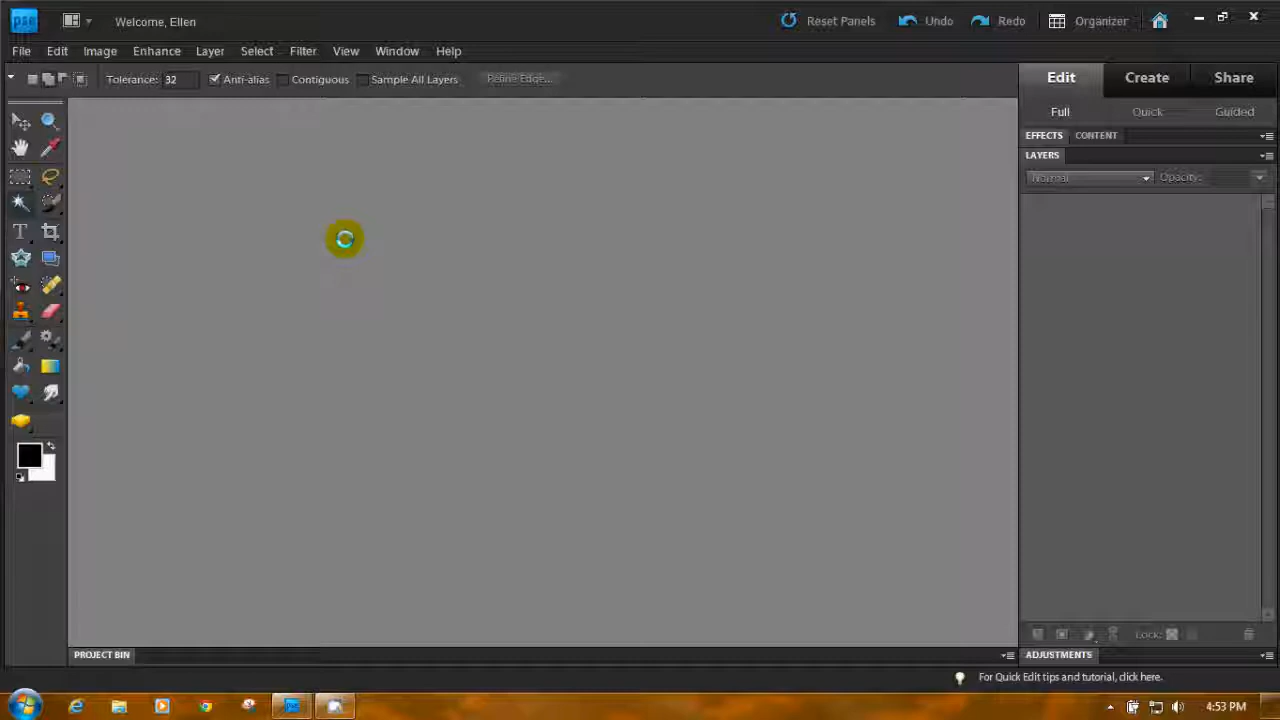 pse Welcome, Ellen Reset Panels Undo Redo Organizer
File Edit Image Enhance Layer Select Filter View Window Help
Tolerance: 32 Anti-alias Contiguous Sample All Layers Refine Edge...
Edit Create Share
Full Quick Guided
EFFECTS CONTENT
LAYERS
Normal Opacity:
T
Lock:
PROJECT BIN
ADJUSTMENTS
For Quick Edit tips and tutorial, click here.
4:53 PM